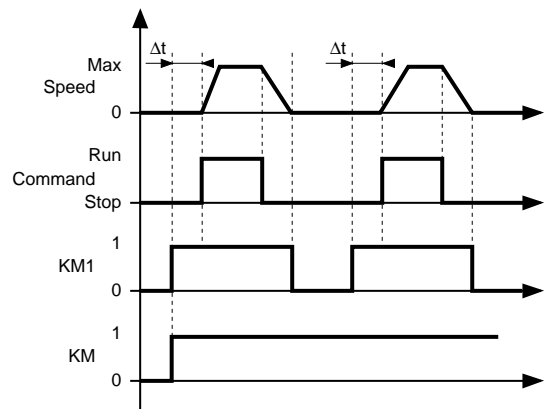 Δt Δt
Max
Speed
0
Run
Command
Stop
1
KM1
0
1
KM
0